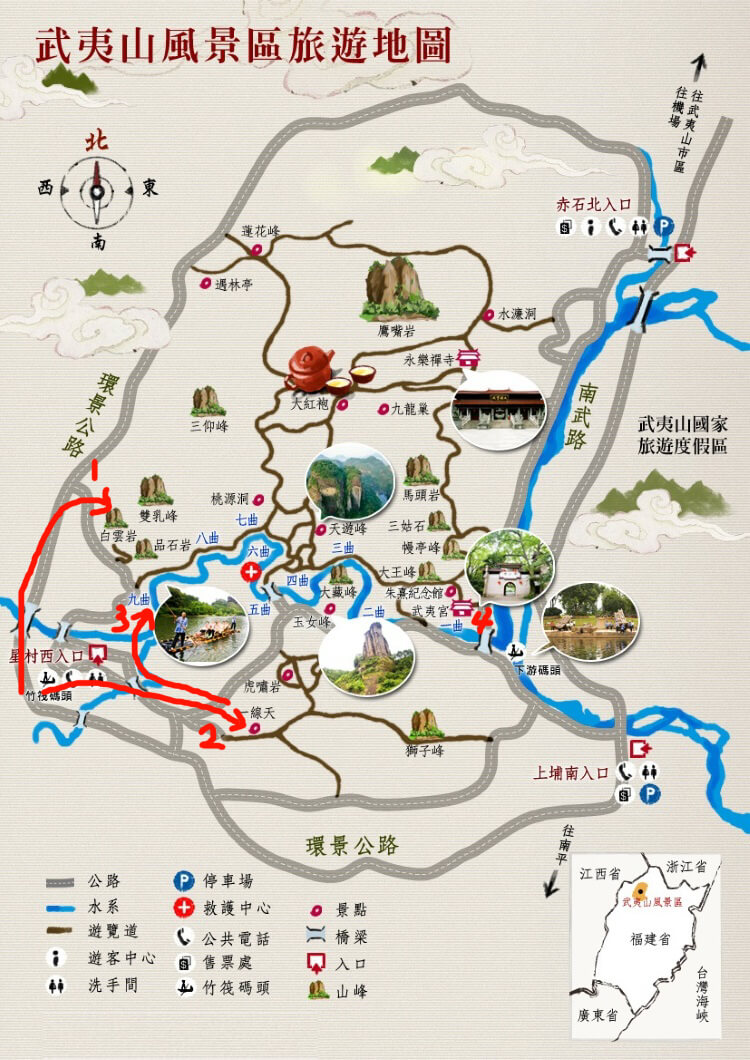 武夷山風景區旅遊地圖
北
西
東
南
往武夷山市區
往機場
赤石北入口
P
蓮花峰
遇林亭
水濂洞
鷹嘴岩
永樂禪寺
大紅袍
九龍巢
三仰峰
環景公路
南武路
武夷山國家
旅遊度假區
1
馬頭岩
雙乳峰
桃源洞
白雲岩
品石岩
八曲
七曲
六曲
天遊峰
三曲
三姑石
幔亭峰
大王峰
四曲
大藏峰
朱熹紀念館
九曲
五曲
玉女峰
二曲
武夷宮
一曲
3
4
星村西入口
竹筏碼頭
下游碼頭
虎嘯岩
一線天
2
獅子峰
上埔南入口
P
環景公路
往南平
公路
水系
遊覽道
遊客中心
洗手間
P
停車場
救護中心
公共電話
售票處
竹筏碼頭
景點
橋梁
入口
山峰
江西省
浙江省
武夷山風景區
福建省
台灣海峽
廣東省